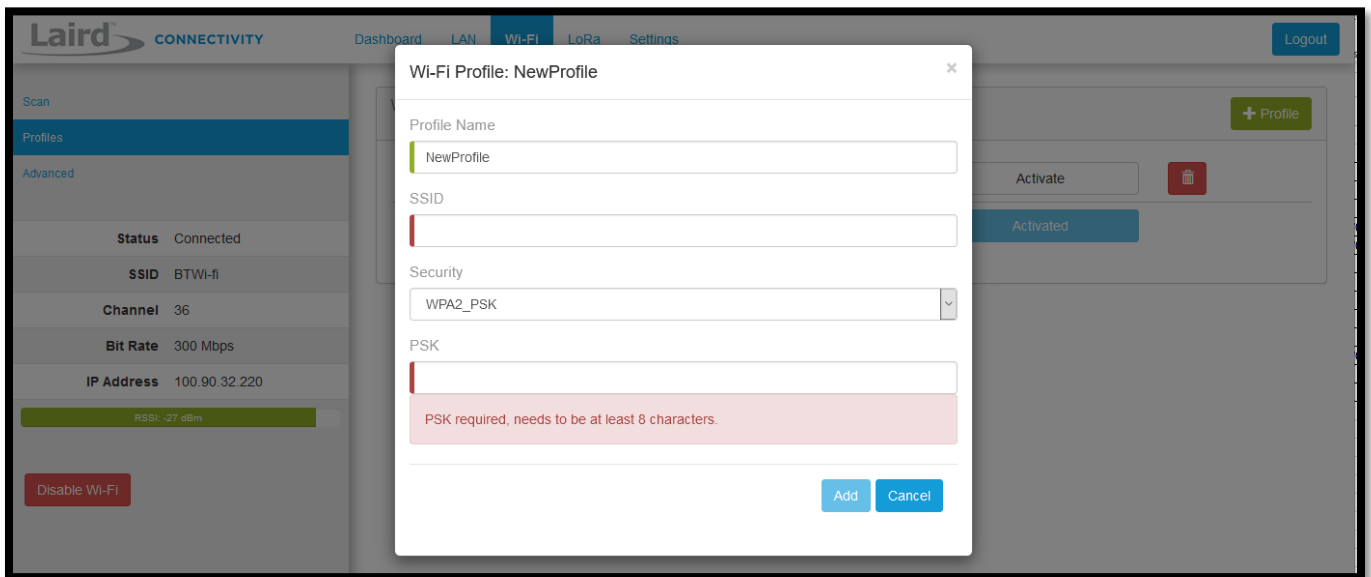 Laird™ CONNECTIVITY
Dashboard LAN Wi-Fi LoRa Settings
Logout
Scan
Profiles
Advanced
Status Connected
SSID BTWi-fi
Channel 36
Bit Rate 300 Mbps
IP Address 100.90.32.220
RSSI: -27 dBm
Disable Wi-Fi
+ Profile
Activate
Activated
Wi-Fi Profile: NewProfile
×
Profile Name
NewProfile
SSID
Security
WPA2_PSK
PSK
PSK required, needs to be at least 8 characters.
Add Cancel